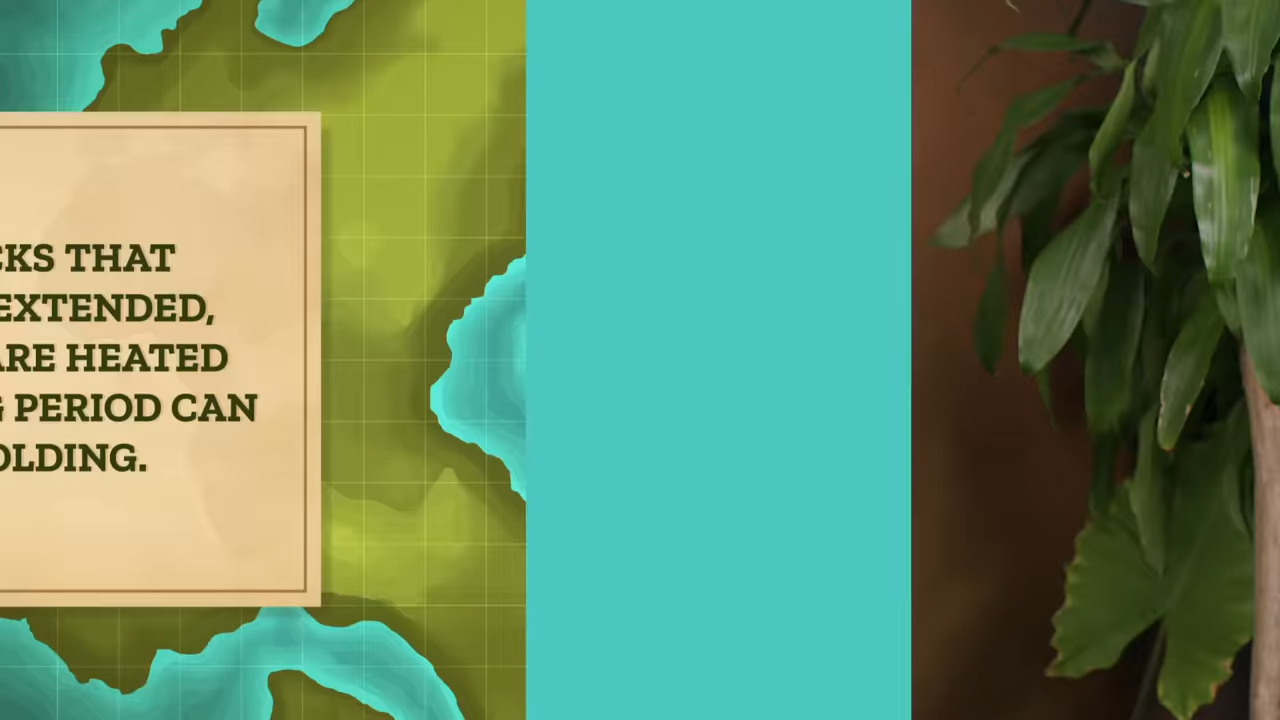 CKS THAT
EXTENDED,
ARE HEATED
PERIOD CAN
OLDING.